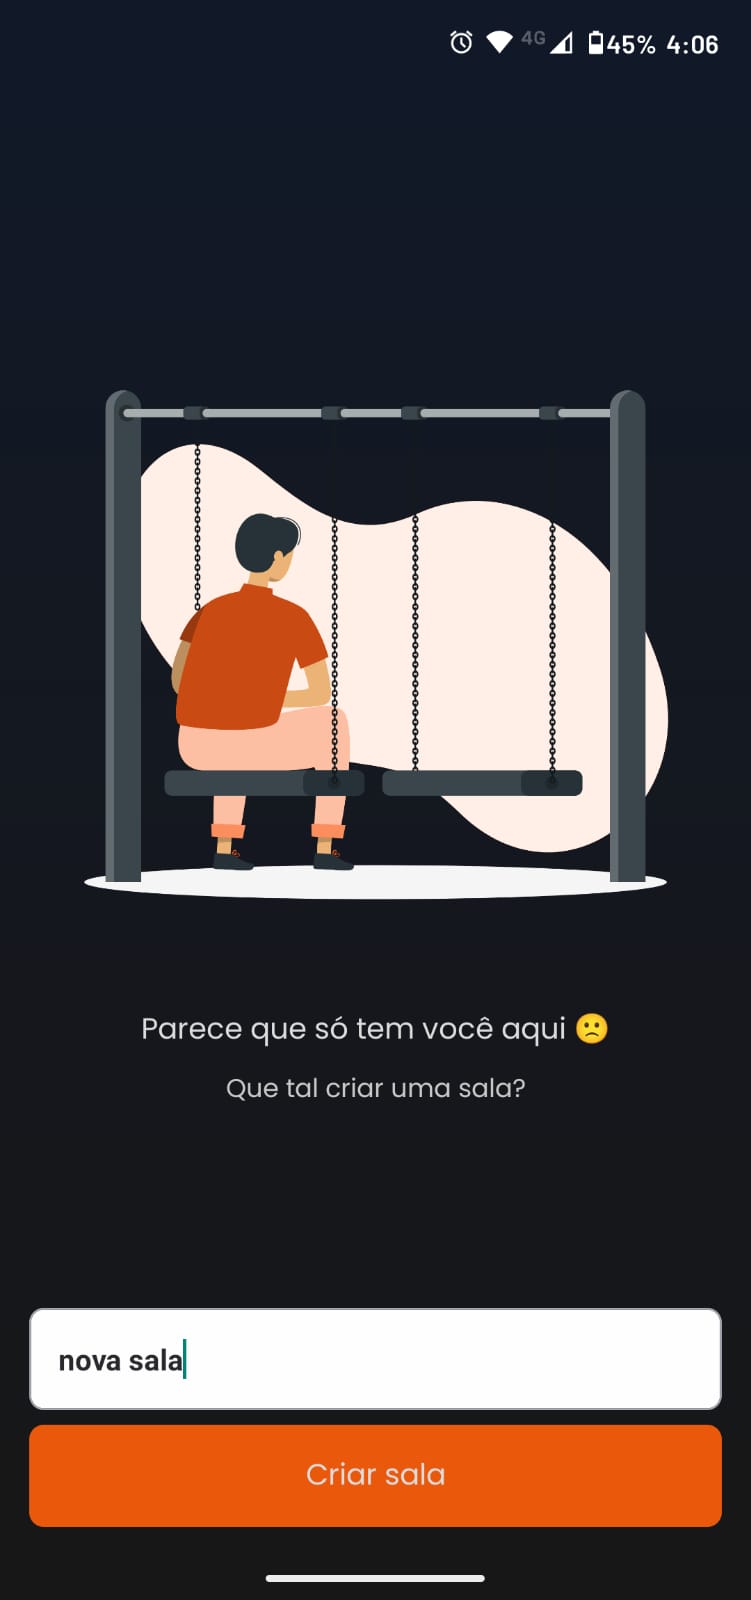 4G 45% 4:06
Parece que só tem você aqui 🙁
Que tal criar uma sala?
nova sala
Criar sala